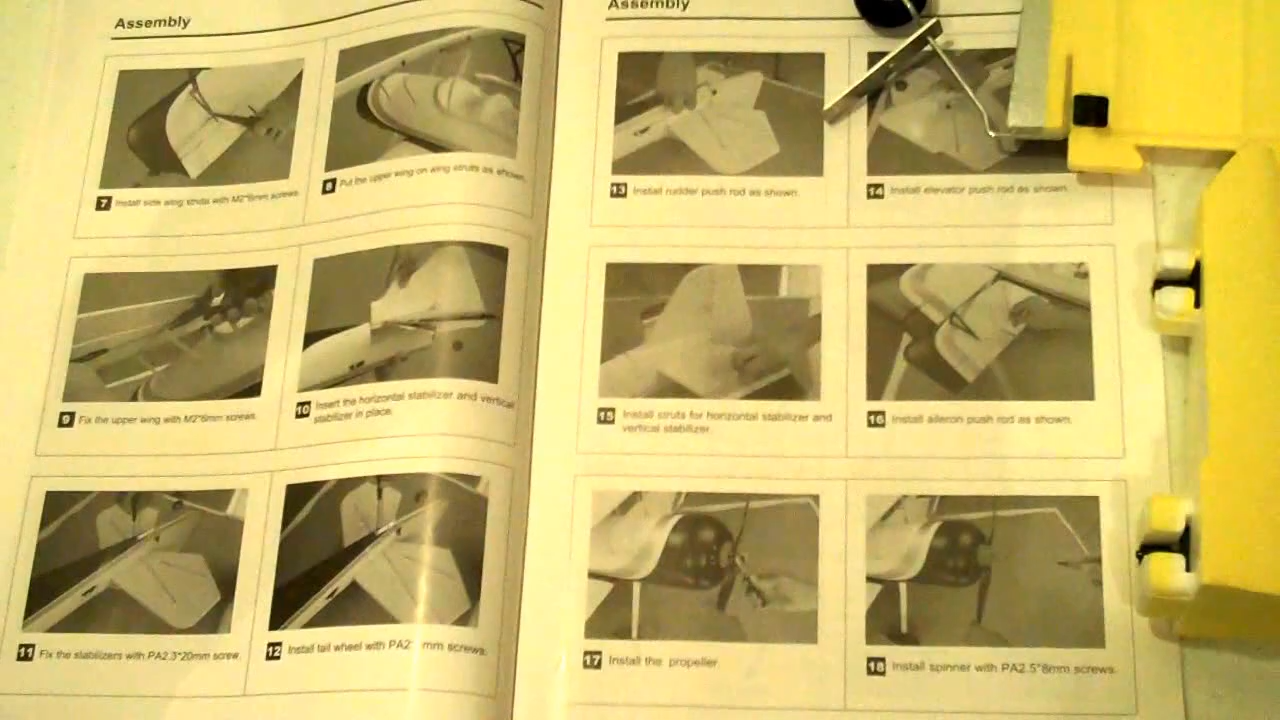 Assembly
7 Install side wing struts with M2*6mm screws.
8 Put the upper wing on wing struts as shown.
9 Fix the upper wing with M2*6mm screws.
10 Insert the horizontal stabilizer and vertical
stabilizer in place.
11 Fix the stabilizers with PA2.3*20mm screw.
12 Install tail wheel with mm screws.
Assembly
13 Install rudder push rod as shown.
14 Install elevator push rod as shown.
15 Install struts for horizontal stabilizer and
vertical stabilizer.
16 Install aileron push rod as shown.
17 Install the propeller.
18 Install spinner with PA2.5*8mm screws.